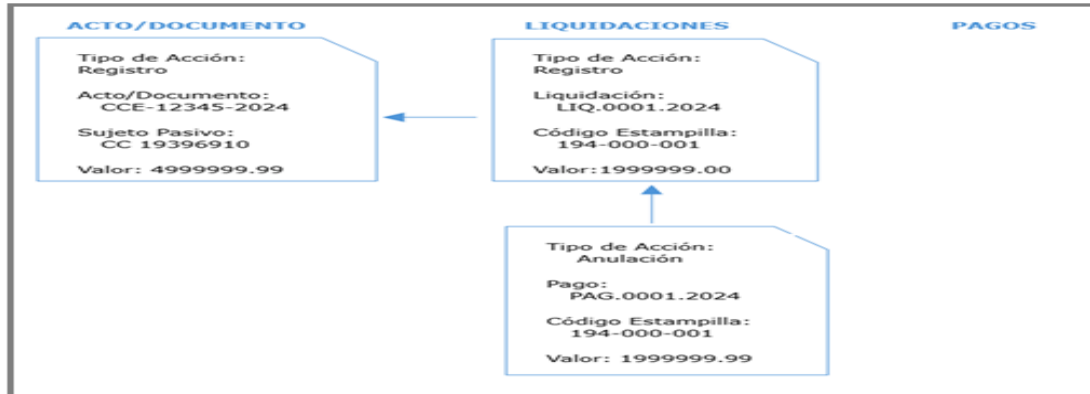 ACTO/DOCUMENTO
LIQUIDACIONES
PAGOS
Tipo de Acción:
Registro
Acto/Documento:
CCE-12345-2024
Sujeto Pasivo:
CC 19396910
Valor: 4999999.99
Tipo de Acción:
Registro
Liquidación:
LIQ.0001.2024
Código Estampilla:
194-000-001
Valor:1999999.00
Tipo de Acción:
Anulación
Pago:
PAG.0001.2024
Código Estampilla:
194-000-001
Valor: 1999999.99